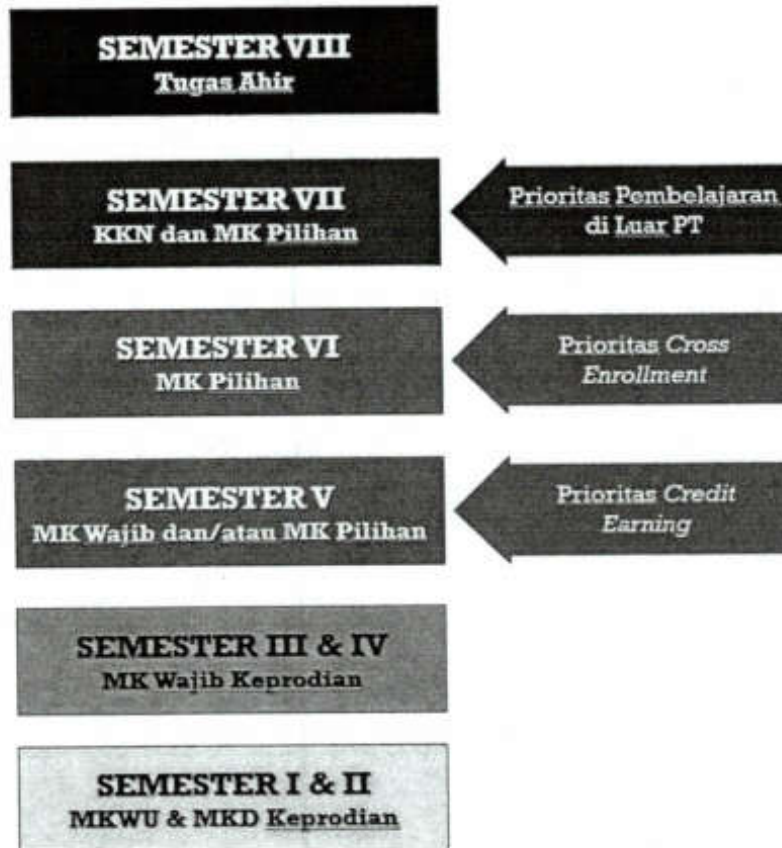 SEMESTER VIII
Tugas Ahir
SEMESTER VII
KKN dan MK Pilihan
Prioritas Pembelajaran
di Luar PT
SEMESTER VI
MK Pilihan
Prioritas Cross
Enrollment
SEMESTER V
MK Wajib dan/atau MK Pilihan
Prioritas Credit
Earning
SEMESTER III & IV
MK Wajib Keprodian
SEMESTER I & II
MKWU & MKD Keprodian